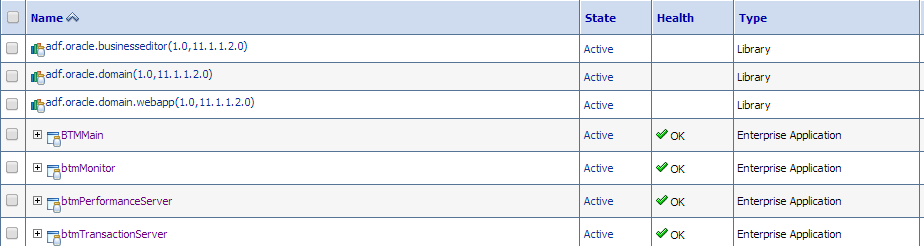 Name State Health Type
adf.oracle.businesseditor(1.0,11.1.1.2.0) Active Library
adf.oracle.domain(1.0,11.1.1.2.0) Active Library
adf.oracle.domain.webapp(1.0,11.1.1.2.0) Active Library
BTMMain Active OK Enterprise Application
btmMonitor Active OK Enterprise Application
btmPerformanceServer Active OK Enterprise Application
btmTransactionServer Active OK Enterprise Application